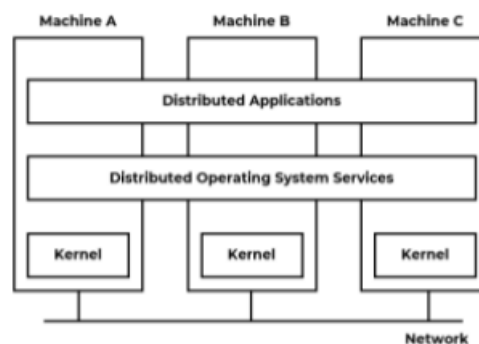 Machine A
Machine B
Machine C
Distributed Applications
Distributed Operating System Services
Kernel
Kernel
Kernel
Network